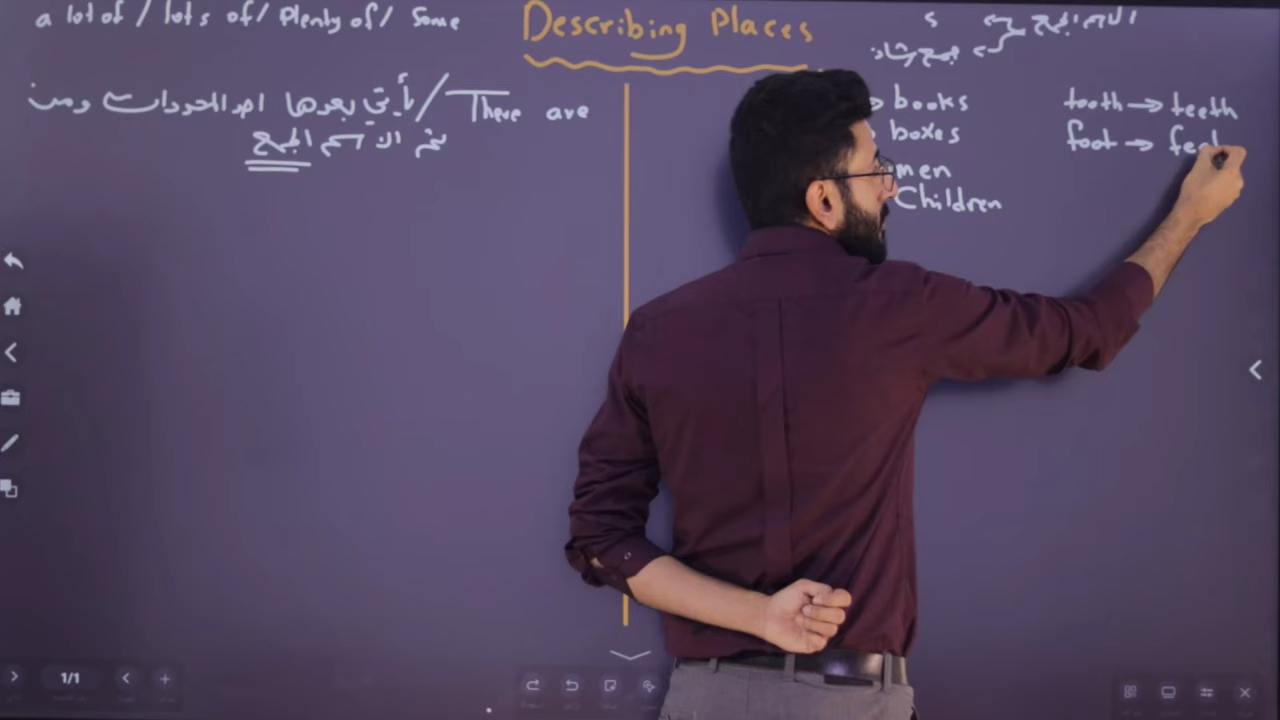 Describing Places
a lot of / lots of / Plenty of / Some
There are / يأتي بعدها احد المحددات ومن
ثم الاسم الجمع
الاسم الجمع
s
جمع شاذ
books
boxes
men
Children
tooth → teeth
foot → feet
1/1